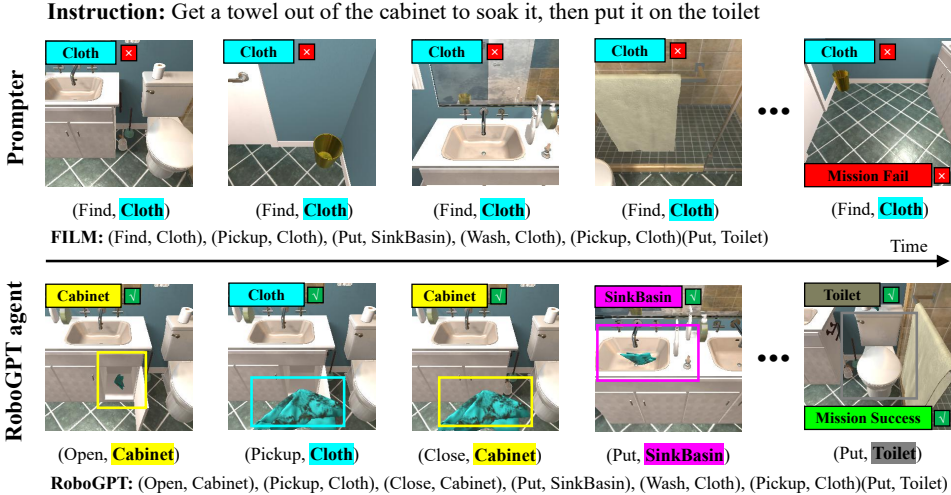 Instruction: Get a towel out of the cabinet to soak it, then put it on the toilet
Prompter
Cloth × Cloth × Cloth × Cloth × Cloth ×
•••
Mission Fail ×
(Find, Cloth) (Find, Cloth) (Find, Cloth) (Find, Cloth) (Find, Cloth)
FILM: (Find, Cloth), (Pickup, Cloth), (Put, SinkBasin), (Wash, Cloth), (Pickup, Cloth)(Put, Toilet)
Time
RoboGPT agent
Cabinet √ Cloth √ Cabinet √ SinkBasin √ Toilet √
•••
Mission Success √
(Open, Cabinet) (Pickup, Cloth) (Close, Cabinet) (Put, SinkBasin) (Put, Toilet)
RoboGPT: (Open, Cabinet), (Pickup, Cloth), (Close, Cabinet), (Put, SinkBasin), (Wash, Cloth), (Pickup, Cloth)(Put, Toilet)